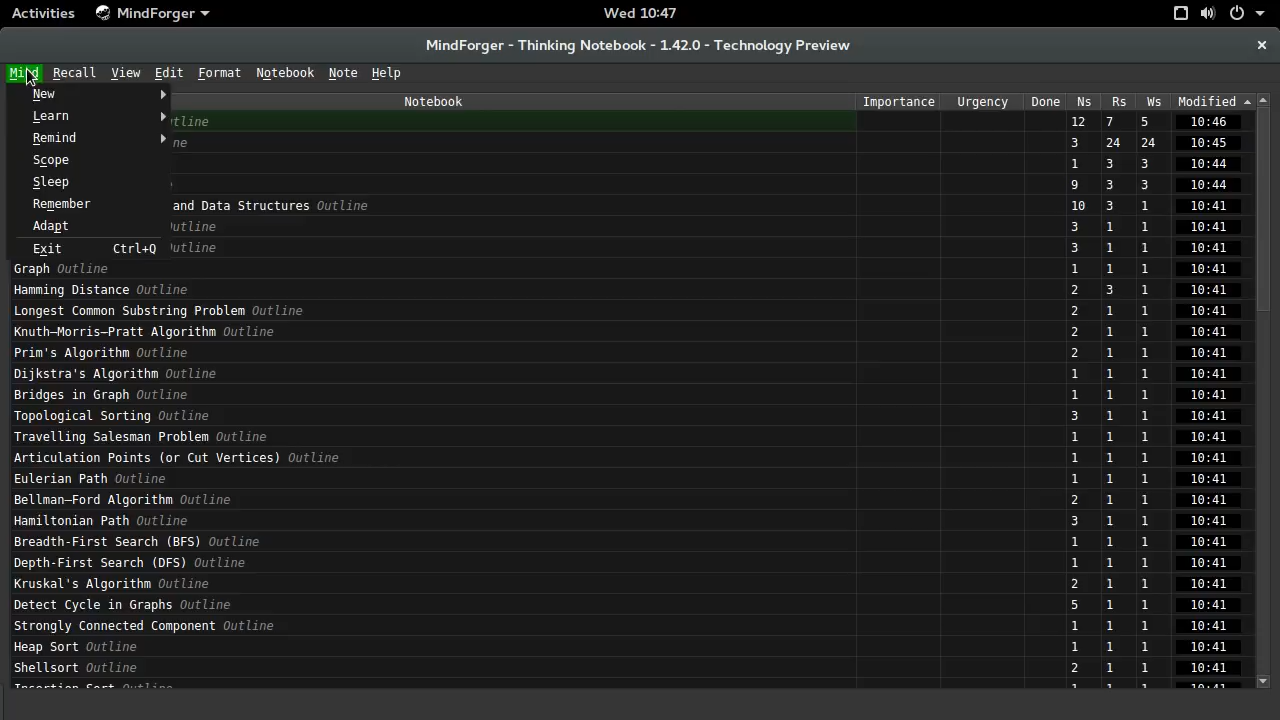 Activities MindForger Wed 10:47
MindForger - Thinking Notebook - 1.42.0 - Technology Preview
Mind Recall View Edit Format Notebook Note Help
New
Learn
Remind
Scope
Sleep
Remember
Adapt
Exit Ctrl+Q
Notebook Importance Urgency Done Ns Rs Ws Modified
utline 12 7 5 10:46
ne 3 24 24 10:45
1 3 3 10:44
9 3 3 10:44
and Data Structures Outline 10 3 1 10:41
utline 3 1 1 10:41
utline 3 1 1 10:41
Graph Outline 1 1 1 10:41
Hamming Distance Outline 2 3 1 10:41
Longest Common Substring Problem Outline 2 1 1 10:41
Knuth–Morris–Pratt Algorithm Outline 2 1 1 10:41
Prim's Algorithm Outline 2 1 1 10:41
Dijkstra's Algorithm Outline 1 1 1 10:41
Bridges in Graph Outline 1 1 1 10:41
Topological Sorting Outline 3 1 1 10:41
Travelling Salesman Problem Outline 1 1 1 10:41
Articulation Points (or Cut Vertices) Outline 1 1 1 10:41
Eulerian Path Outline 1 1 1 10:41
Bellman–Ford Algorithm Outline 2 1 1 10:41
Hamiltonian Path Outline 3 1 1 10:41
Breadth-First Search (BFS) Outline 1 1 1 10:41
Depth-First Search (DFS) Outline 1 1 1 10:41
Kruskal's Algorithm Outline 2 1 1 10:41
Detect Cycle in Graphs Outline 5 1 1 10:41
Strongly Connected Component Outline 1 1 1 10:41
Heap Sort Outline 1 1 1 10:41
Shellsort Outline 2 1 1 10:41
Insertion Sort Outline 1 1 1 10:41